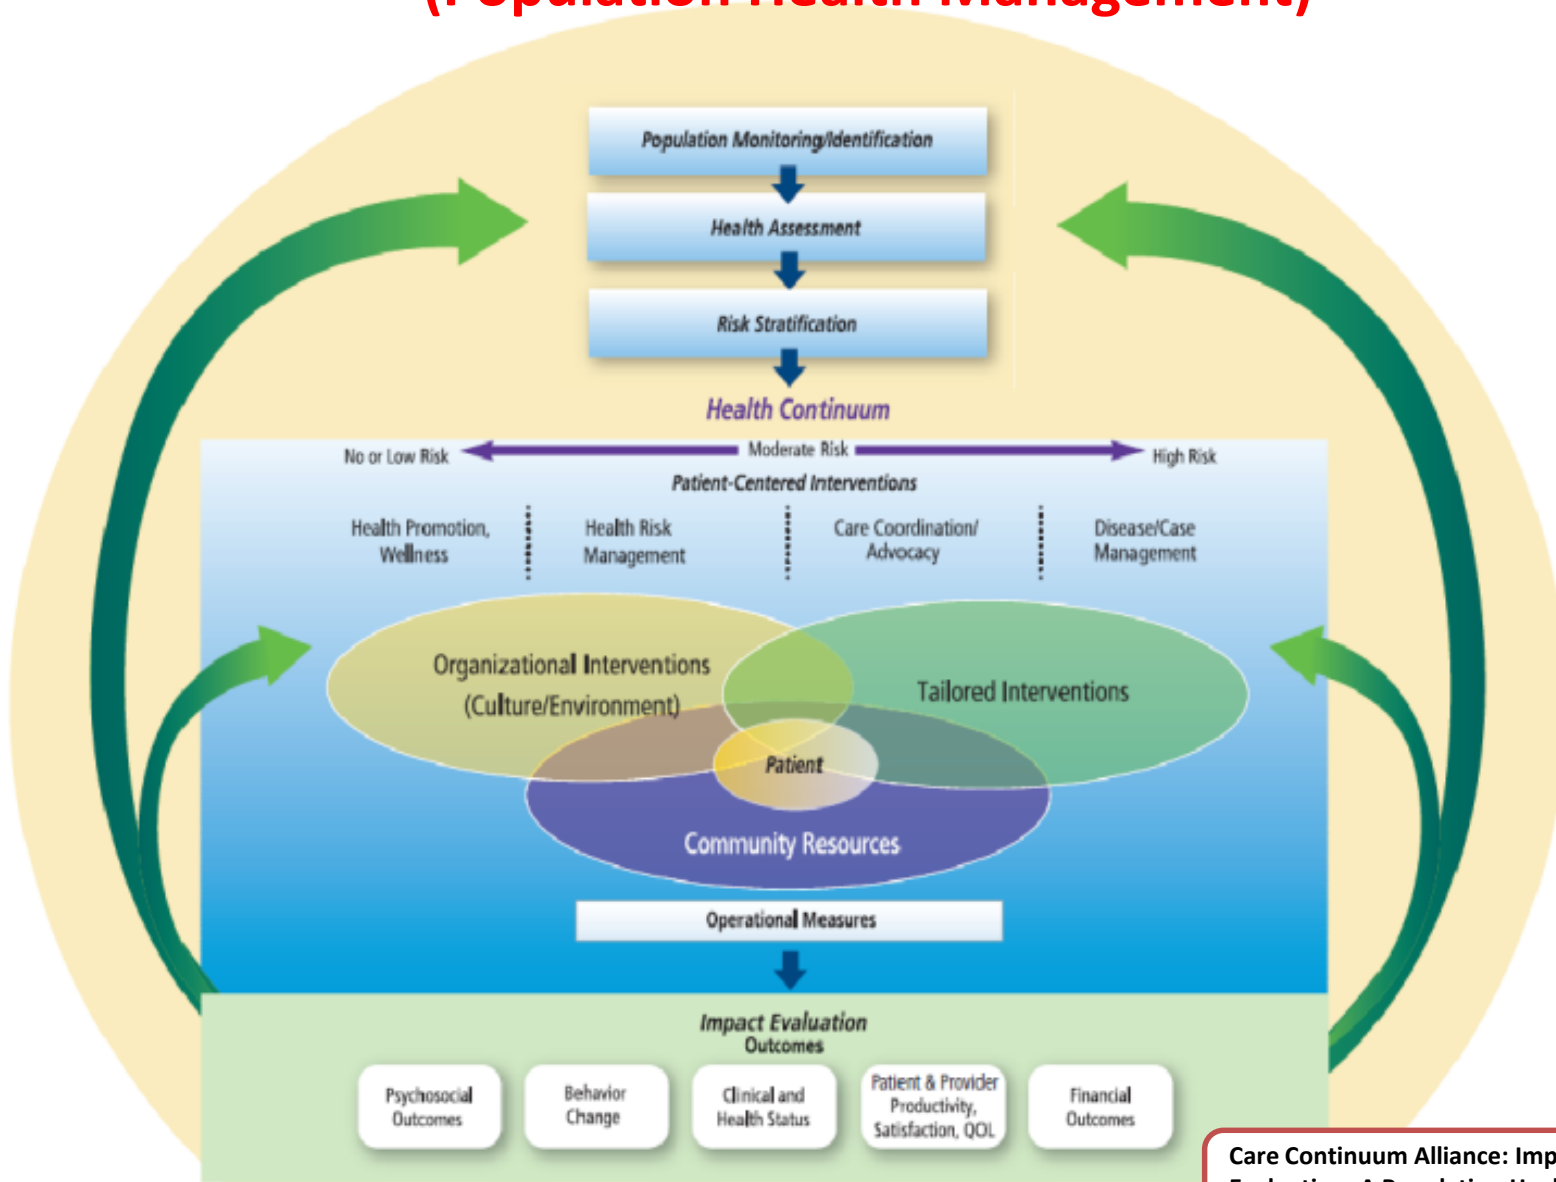 (Population Health Management)
Population Monitoring/Identification
Health Assessment
Risk Stratification
Health Continuum
No or Low Risk
Moderate Risk
High Risk
Patient-Centered Interventions
Health Promotion,
Wellness
Health Risk
Management
Care Coordination/
Advocacy
Disease/Case
Management
Organizational Interventions
(Culture/Environment)
Tailored Interventions
Patient
Community Resources
Operational Measures
Impact Evaluation
Outcomes
Psychosocial
Outcomes
Behavior
Change
Clinical and
Health Status
Patient & Provider
Productivity,
Satisfaction, QOL
Financial
Outcomes
Care Continuum Alliance: Imp